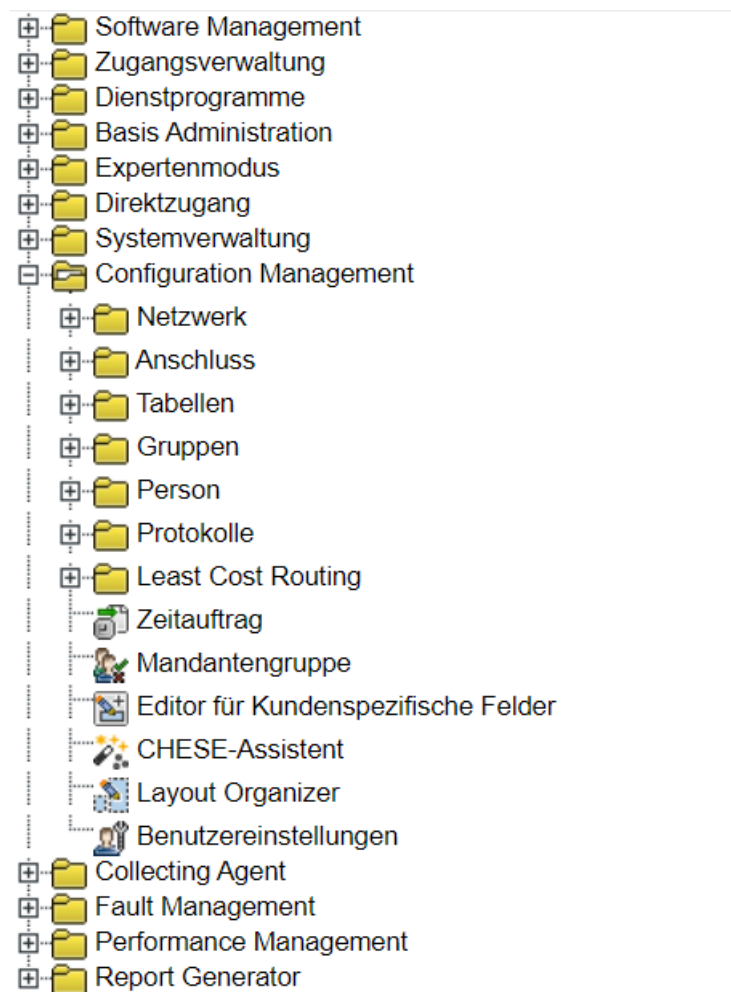 Software Management
Zugangsverwaltung
Dienstprogramme
Basis Administration
Expertenmodus
Direktzugang
Systemverwaltung
Configuration Management
Netzwerk
Anschluss
Tabellen
Gruppen
Person
Protokolle
Least Cost Routing
Zeitauftrag
Mandantengruppe
Editor für Kundenspezifische Felder
CHESE-Assistent
Layout Organizer
Benutzereinstellungen
Collecting Agent
Fault Management
Performance Management
Report Generator